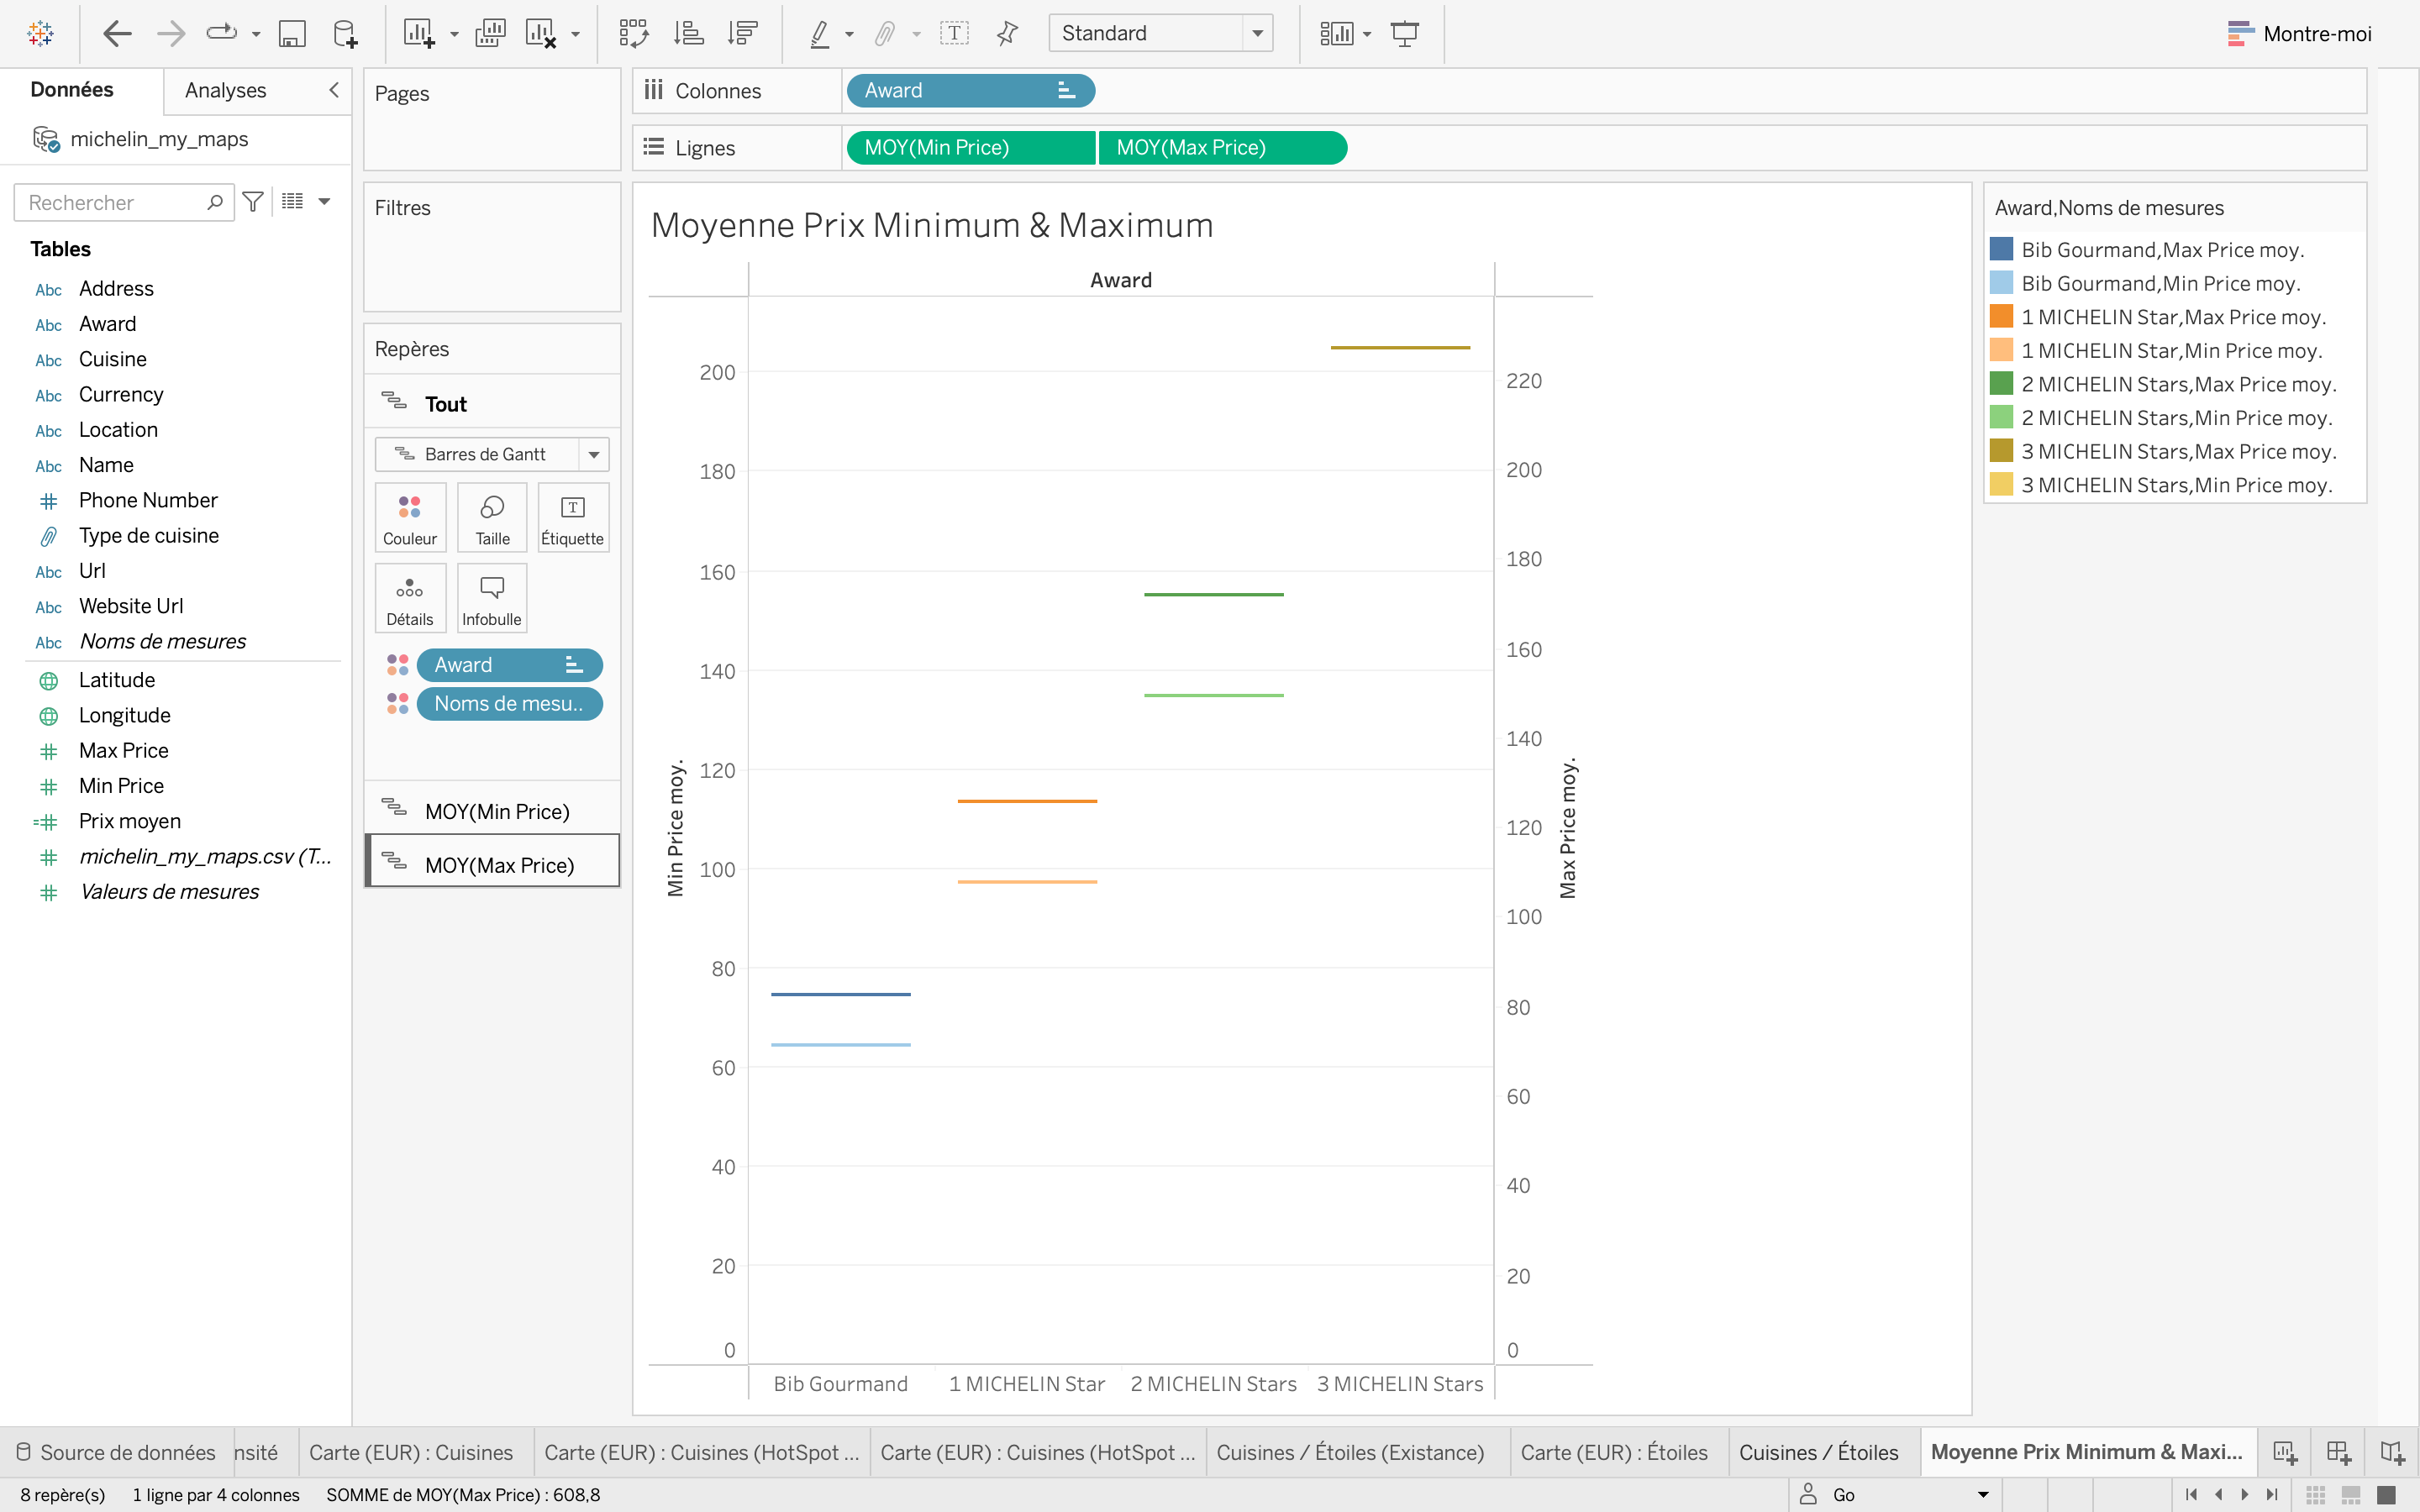 Standard
Montre-moi
Données
Analyses
michelin_my_maps
Rechercher
Tables
Abc Address
Abc Award
Abc Cuisine
Abc Currency
Abc Location
Abc Name
Phone Number
Type de cuisine
Abc Url
Abc Website Url
Abc Noms de mesures
Latitude
Longitude
Max Price
Min Price
Prix moyen
michelin_my_maps.csv (T...
Valeurs de mesures
Pages
Filtres
Repères
Tout
Barres de Gantt
Couleur
Taille
Étiquette
Détails
Infobulle
Award
Noms de mesu..
MOY(Min Price)
MOY(Max Price)
Colonnes
Award
Lignes
MOY(Min Price)
MOY(Max Price)
Moyenne Prix Minimum & Maximum
Award
Min Price moy.
200
180
160
140
120
100
80
60
40
20
0
220
200
180
160
140
120
100
80
60
40
20
0
Max Price moy.
Bib Gourmand
1 MICHELIN Star
2 MICHELIN Stars
3 MICHELIN Stars
Award,Noms de mesures
Bib Gourmand,Max Price moy.
Bib Gourmand,Min Price moy.
1 MICHELIN Star,Max Price moy.
1 MICHELIN Star,Min Price moy.
2 MICHELIN Stars,Max Price moy.
2 MICHELIN Stars,Min Price moy.
3 MICHELIN Stars,Max Price moy.
3 MICHELIN Stars,Min Price moy.
Source de données
nsité
Carte (EUR) : Cuisines
Carte (EUR) : Cuisines (HotSpot ...
Carte (EUR) : Cuisines (HotSpot ...
Cuisines / Étoiles (Existance)
Carte (EUR) : Étoiles
Cuisines / Étoiles
Moyenne Prix Minimum & Maxi...
8 repère(s)
1 ligne par 4 colonnes
SOMME de MOY(Max Price) : 608,8
Go